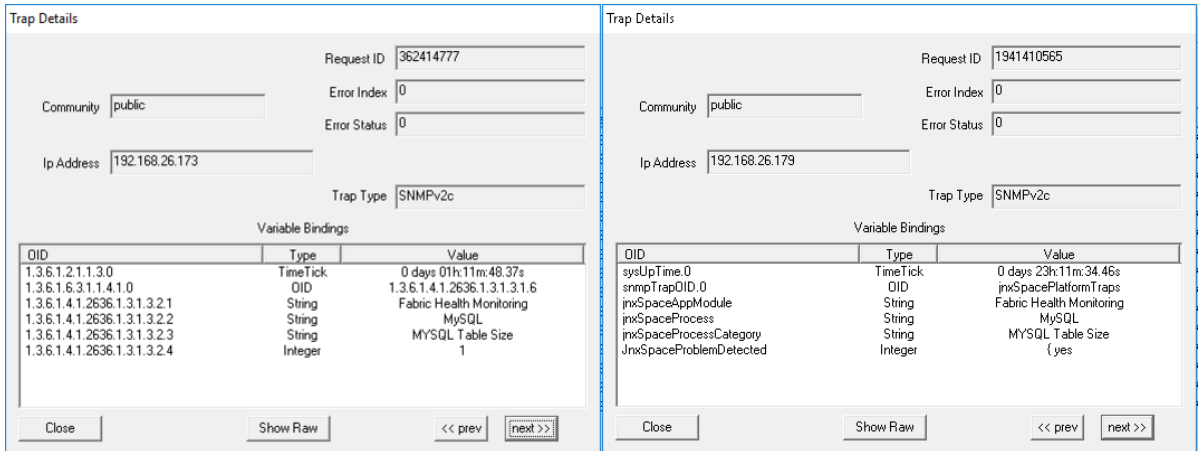 Trap Details
Request ID 362414777
Error Index 0
Community public
Error Status 0
Ip Address 192.168.26.173
Trap Type SNMPv2c
Variable Bindings
OID Type Value
1.3.6.1.2.1.1.3.0 TimeTick 0 days 01h:11m:48.37s
1.3.6.1.6.3.1.1.4.1.0 OID 1.3.6.1.4.1.2636.1.3.1.3.1.6
1.3.6.1.4.1.2636.1.3.1.3.2.1 String Fabric Health Monitoring
1.3.6.1.4.1.2636.1.3.1.3.2.2 String MySQL
1.3.6.1.4.1.2636.1.3.1.3.2.3 String MYSQL Table Size
1.3.6.1.4.1.2636.1.3.1.3.2.4 Integer 1
Close Show Raw << prev next >>
Trap Details
Request ID 1941410565
Error Index 0
Community public
Error Status 0
Ip Address 192.168.26.179
Trap Type SNMPv2c
Variable Bindings
OID Type Value
sysUpTime.0 TimeTick 0 days 23h:11m:34.46s
snmpTrapOID.0 OID jnxSpacePlatformTraps
jnxSpaceAppModule String Fabric Health Monitoring
jnxSpaceProcess String MySQL
jnxSpaceProcessCategory String MYSQL Table Size
JnxSpaceProblemDetected Integer { yes
Close Show Raw << prev next >>